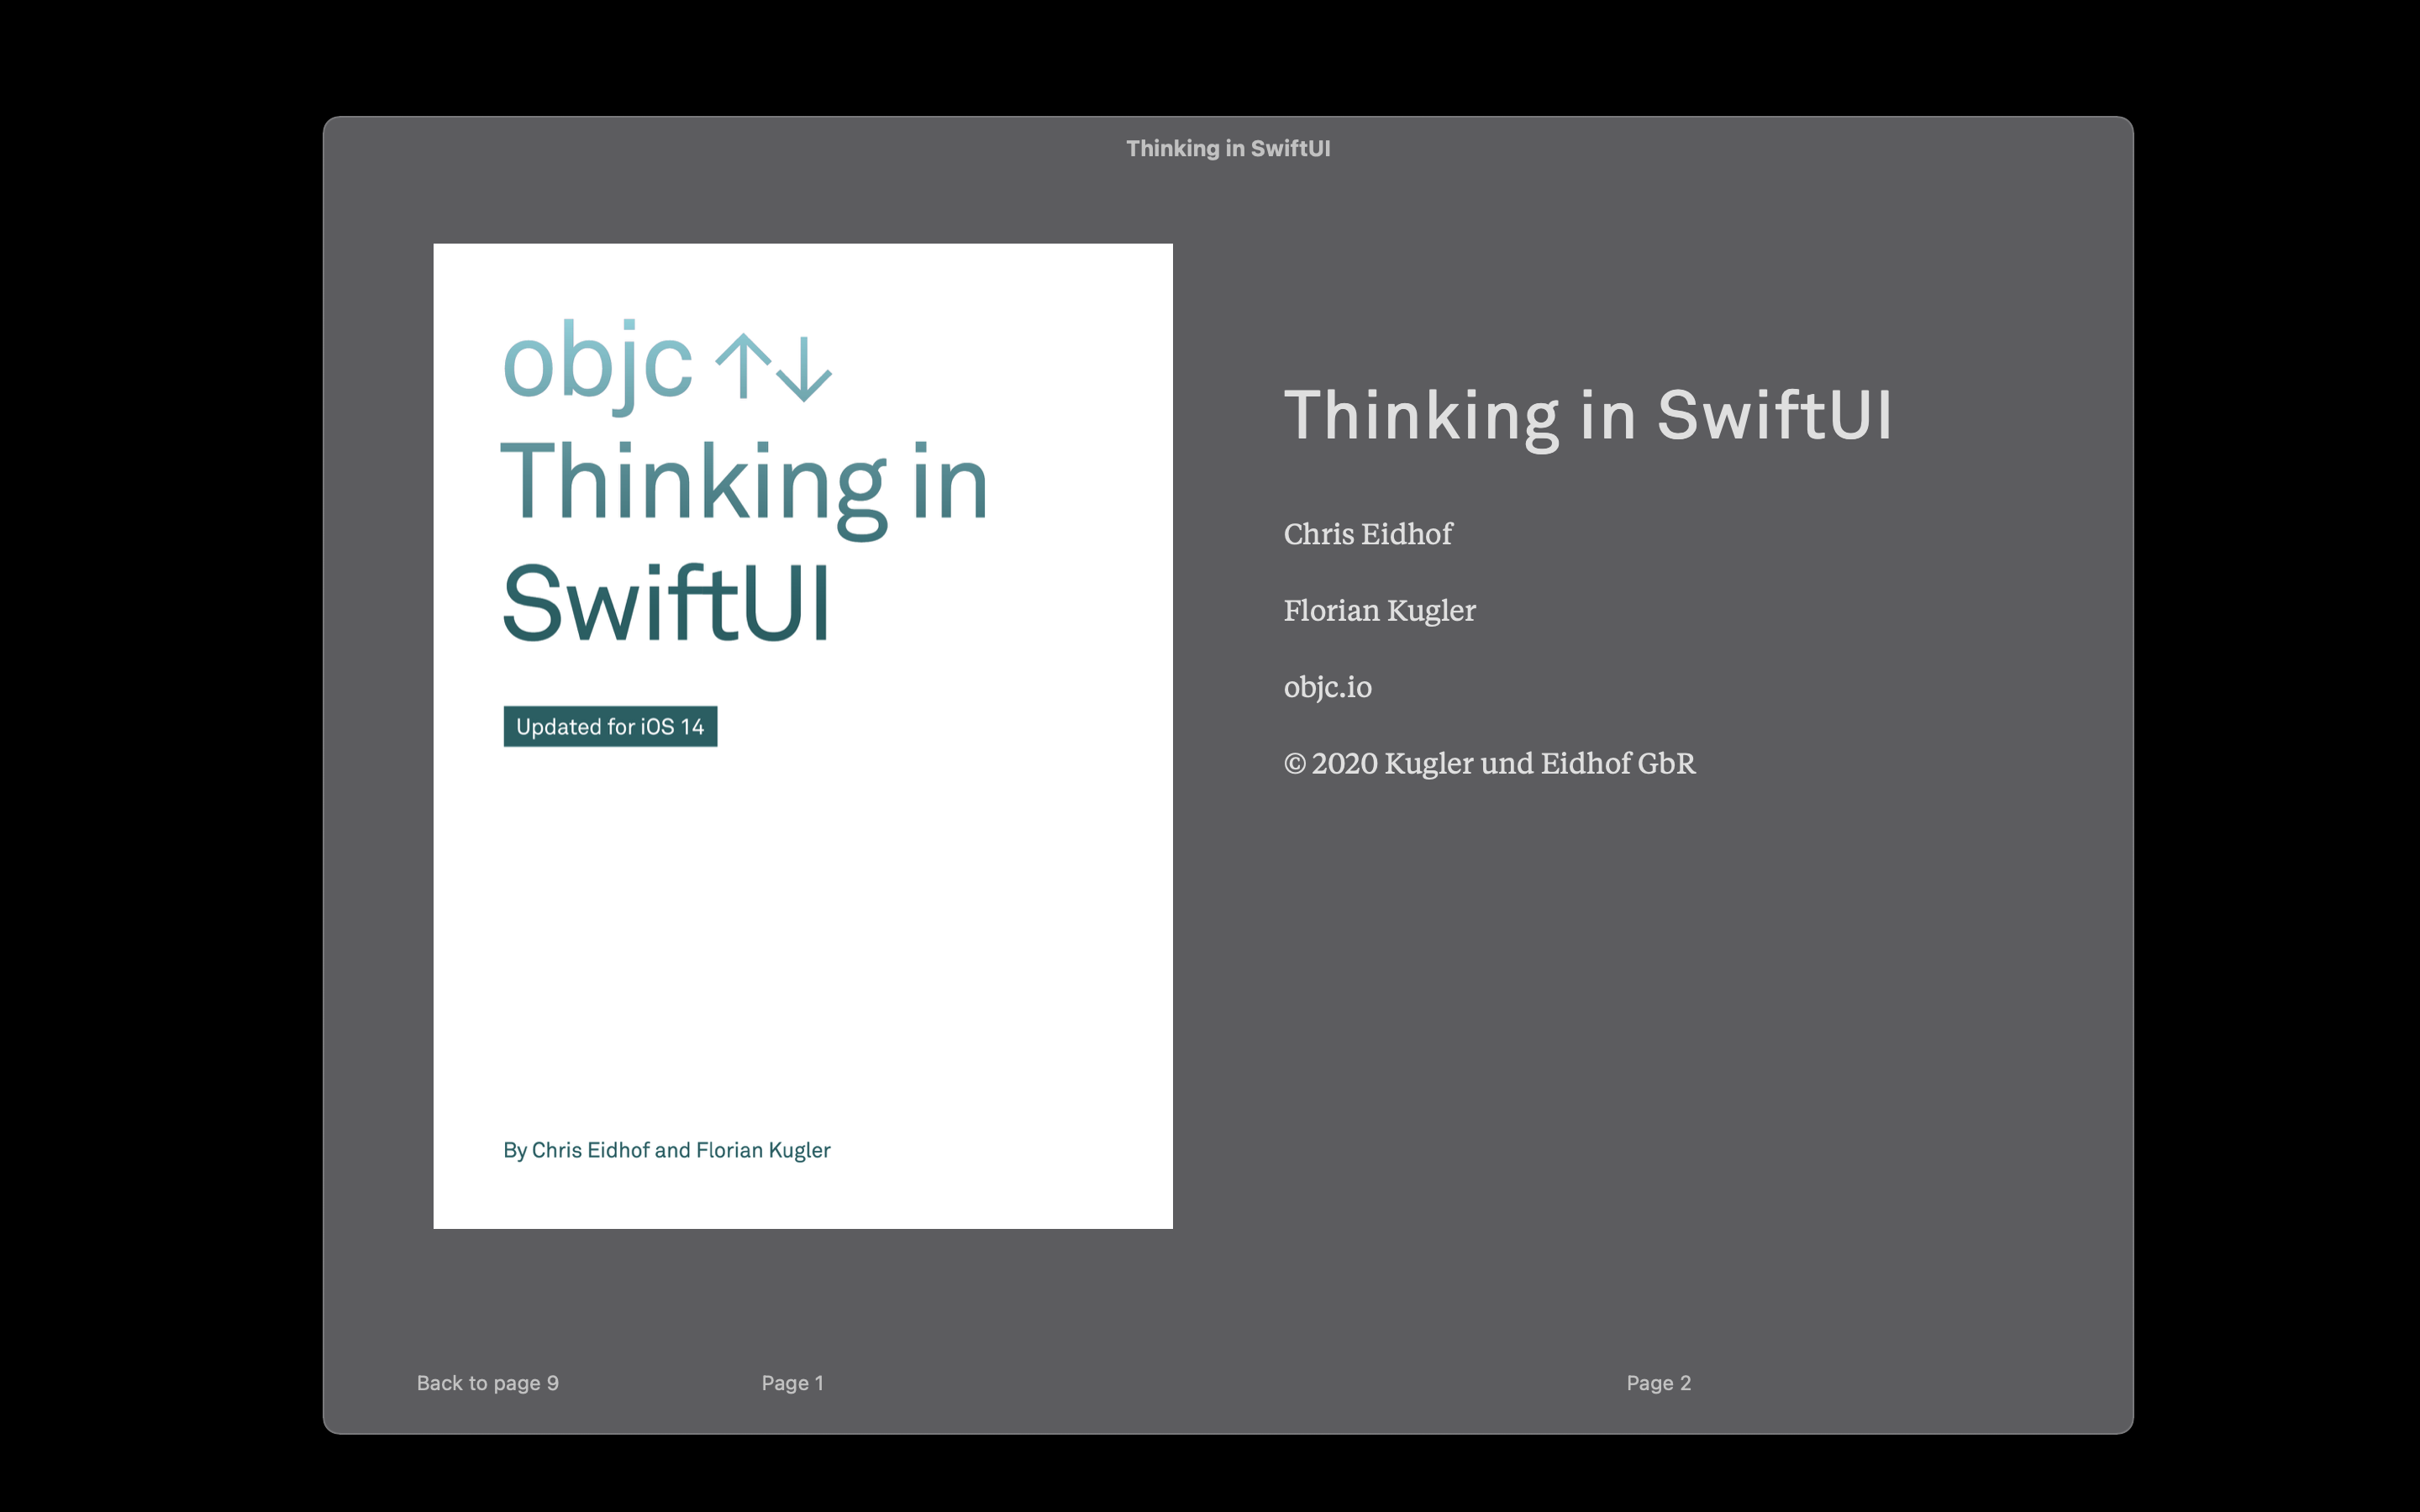 Thinking in SwiftUI
objc ↑↓
Thinking in
SwiftUI
Updated for iOS 14
By Chris Eidhof and Florian Kugler
Thinking in SwiftUI
Chris Eidhof
Florian Kugler
objc.io
© 2020 Kugler und Eidhof GbR
Back to page 9
Page 1
Page 2